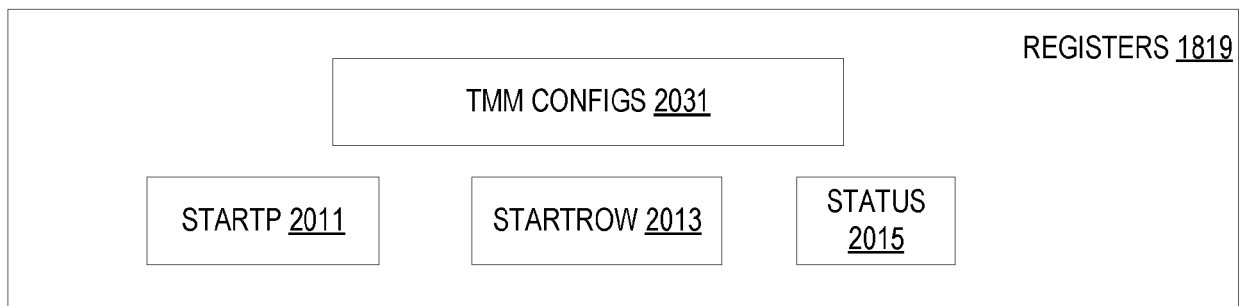 REGISTERS 1819
TMM CONFIGS 2031
STARTP 2011
STARTROW 2013
STATUS
2015